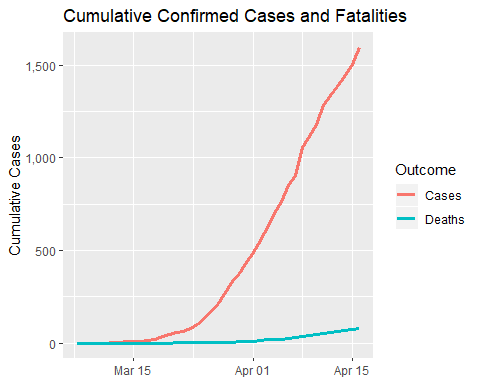 Cumulative Confirmed Cases and Fatalities
Cumulative Cases
1,500
1,000
500
0
Mar 15
Apr 01
Apr 15
Outcome
Cases
Deaths